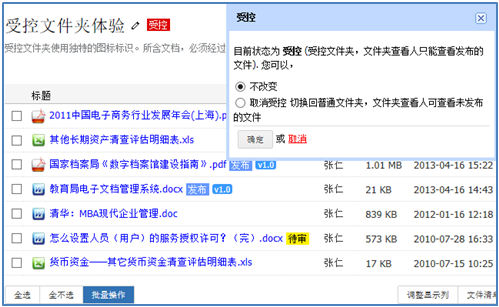 受控文件夹体验 受控
受控文件夹使用独特的图标标识。所含文档，必须经过
受控
目前状态为 受控 (受控文件夹，文件夹查看人只能查看发布的
文件). 您可以，
不改变
取消受控 切换回普通文件夹，文件夹查看人可查看未发布
的文件
确定 或 取消
标题
2011中国电子商务行业发展年会(上海).p
其他长期资产清查评估明细表.xls
国家档案局《数字档案馆建设指南》.pdf 发布 v1.0 张仁 1.01 MB 2013-04-16 15:22
教育局电子文档管理系统.docx 发布 v1.0 张仁 21 KB 2013-04-16 14:43
清华：MBA现代企业管理.doc 张仁 839 KB 2012-01-16 12:18
怎么设置人员（用户）的服务授权许可？（完）.docx 待审 张仁 573 KB 2010-07-28 16:33
货币资金——其它货币资金清查评估明细表.xls 张仁 17 KB 2010-07-15 10:25
全选 全不选 批量操作 调整显示列 文件清